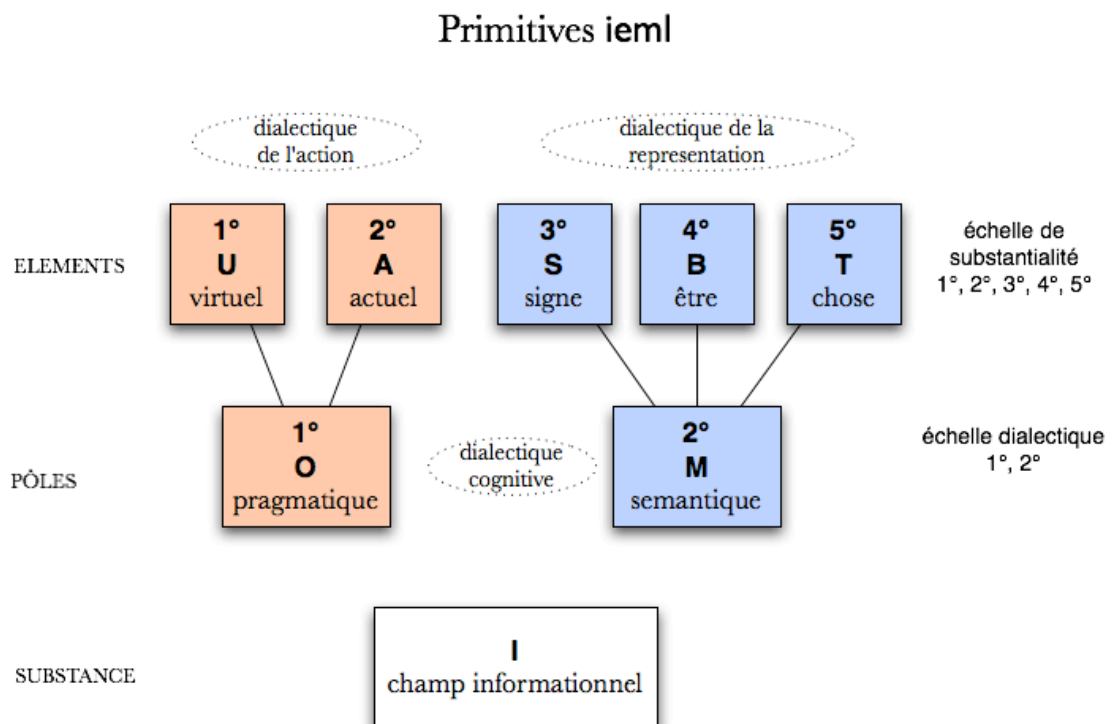 Primitives ieml
dialectique
de l'action
dialectique de la
representation
ELEMENTS
1°
U
virtuel
2°
A
actuel
3°
S
signe
4°
B
être
5°
T
chose
échelle de
substantialité
1°, 2°, 3°, 4°, 5°
PÔLES
1°
O
pragmatique
dialectique
cognitive
2°
M
semantique
échelle dialectique
1°, 2°
SUBSTANCE
I
champ informationnel